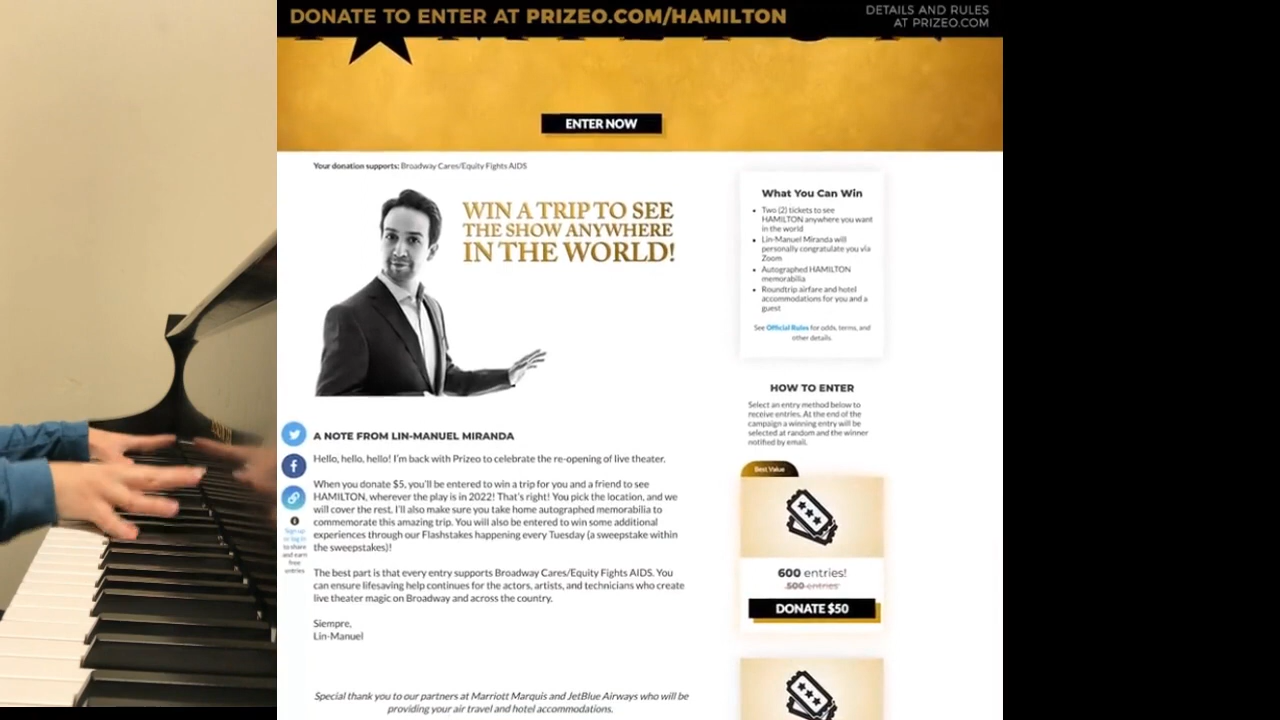 DONATE TO ENTER AT PRIZEO.COM/HAMILTON
DETAILS AND RULES
AT PRIZEO.COM
ENTER NOW
Your donation supports: Broadway Cares/Equity Fights AIDS
WIN A TRIP TO SEE
THE SHOW ANYWHERE
IN THE WORLD!
A NOTE FROM LIN-MANUEL MIRANDA
Hello, hello, hello! I'm back with Prizeo to celebrate the re-opening of live theater.
When you donate $5, you'll be entered to win a trip for you and a friend to see
HAMILTON, wherever the play is in 2022! That's right! You pick the location, and we
will cover the rest. I'll also make sure you take home autographed memorabilia to
commemorate this amazing trip. You will also be entered to win some additional
experiences through our Flashstakes happening every Tuesday (a sweepstake within
the sweepstakes)!
The best part is that every entry supports Broadway Cares/Equity Fights AIDS. You
can ensure lifesaving help continues for the actors, artists, and technicians who create
live theater magic on Broadway and across the country.
Siempre,
Lin-Manuel
Special thank you to our partners at Marriott Marquis and JetBlue Airways who will be
providing your air travel and hotel accommodations.
Sign up
or log in
to share
and earn
free
entries
What You Can Win
• Two (2) tickets to see
HAMILTON anywhere you want
in the world
• Lin-Manuel Miranda will
personally congratulate you via
Zoom
• Autographed HAMILTON
memorabilia
• Roundtrip airfare and hotel
accommodations for you and a
guest
See Official Rules for odds, terms, and
other details.
HOW TO ENTER
Select an entry method below to
receive entries. At the end of the
campaign a winning entry will be
selected at random and the winner
notified by email.
Best Value
600 entries!
500 entries
DONATE $50